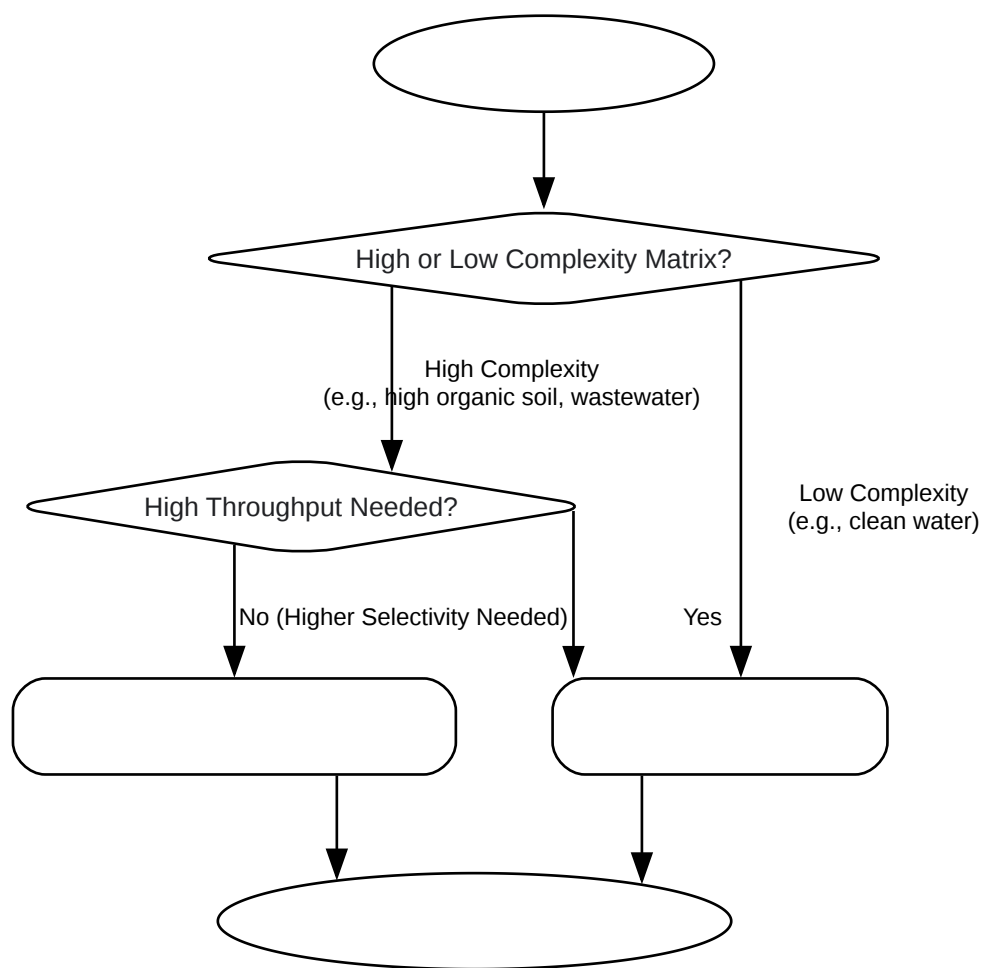 High or Low Complexity Matrix?
High Complexity
(e.g., high organic soil, wastewater)
High Throughput Needed?
Low Complexity
(e.g., clean water)
No (Higher Selectivity Needed)
Yes